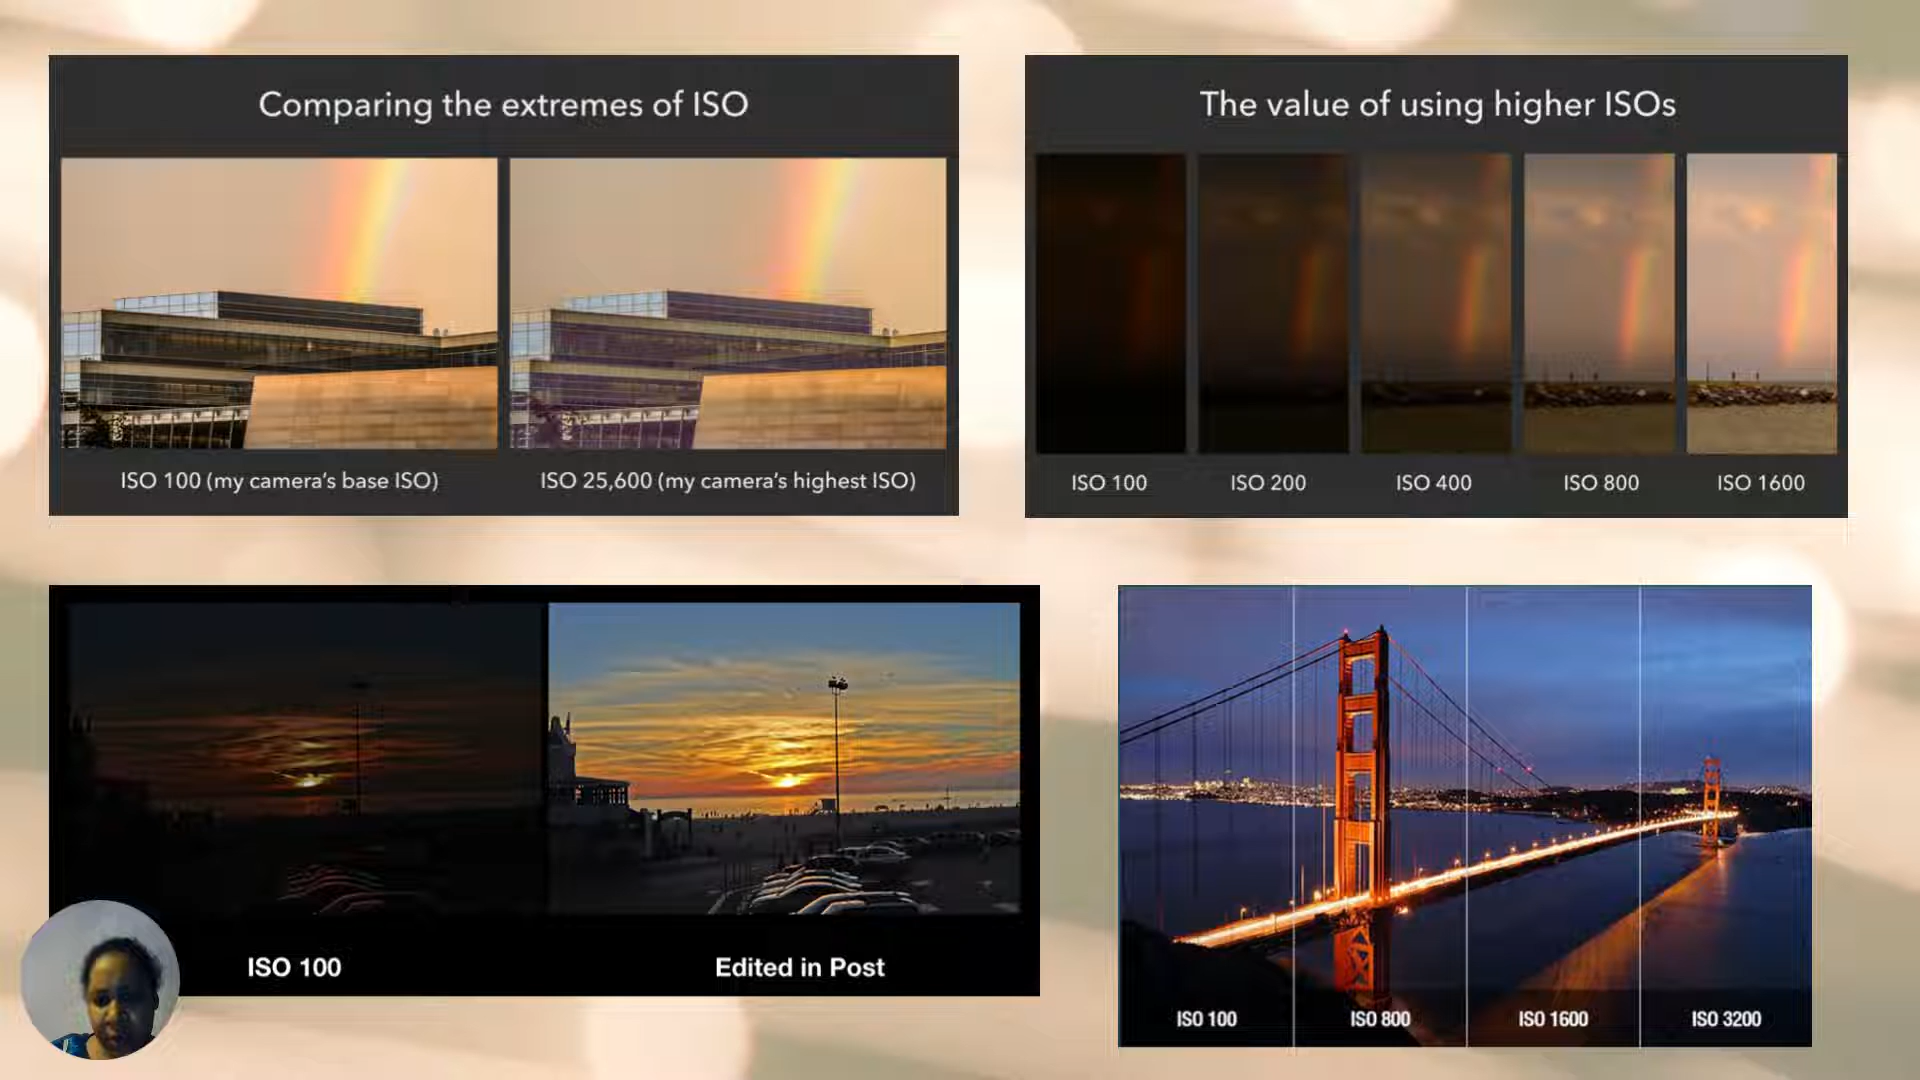 Comparing the extremes of ISO
ISO 100 (my camera's base ISO)
ISO 25,600 (my camera's highest ISO)
The value of using higher ISOs
ISO 100
ISO 200
ISO 400
ISO 800
ISO 1600
ISO 100
Edited in Post
ISO 100
ISO 800
ISO 1600
ISO 3200